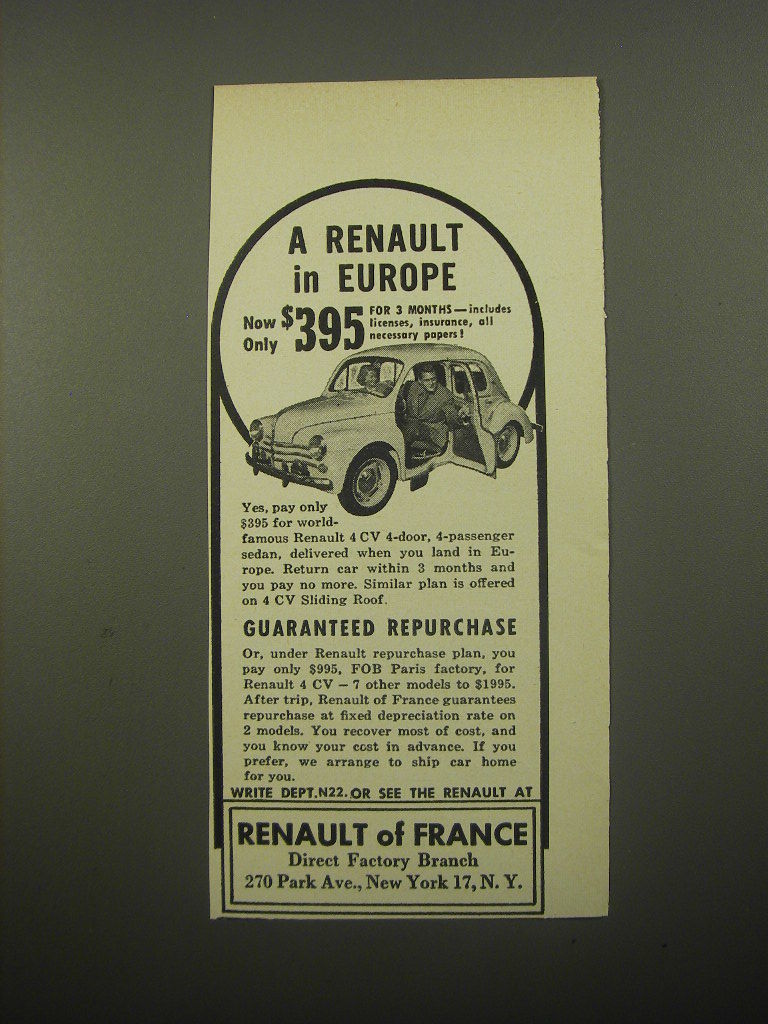 A RENAULT
in EUROPE
Now Only $395 FOR 3 MONTHS—includes
licenses, insurance, all
necessary papers!
Yes, pay only
$395 for world-
famous Renault 4 CV 4-door, 4-passenger
sedan, delivered when you land in Eu-
rope. Return car within 3 months and
you pay no more. Similar plan is offered
on 4 CV Sliding Roof.
GUARANTEED REPURCHASE
Or, under Renault repurchase plan, you
pay only $995, FOB Paris factory, for
Renault 4 CV – 7 other models to $1995.
After trip, Renault of France guarantees
repurchase at fixed depreciation rate on
2 models. You recover most of cost, and
you know your cost in advance. If you
prefer, we arrange to ship car home
for you.
WRITE DEPT.N22.OR SEE THE RENAULT AT
RENAULT of FRANCE
Direct Factory Branch
270 Park Ave., New York 17, N. Y.